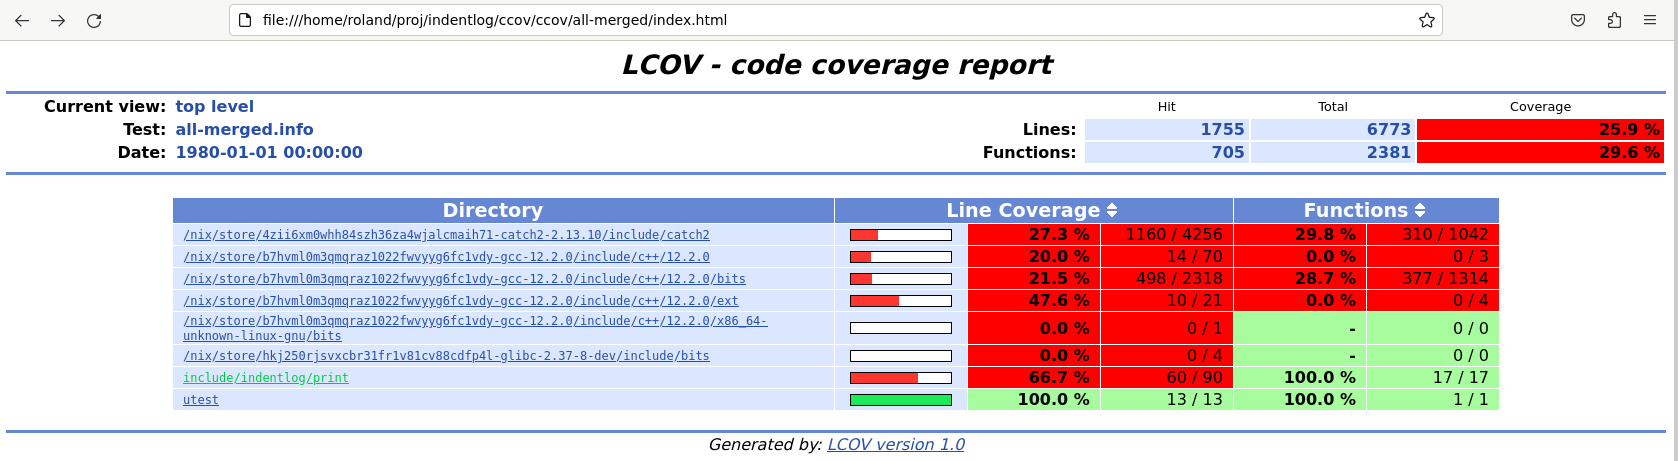 file:///home/roland/proj/indentlog/ccov/ccov/all-merged/index.html
LCOV - code coverage report
Current view: top level Hit Total Coverage
Test: all-merged.info Lines: 1755 6773 25.9 %
Date: 1980-01-01 00:00:00 Functions: 705 2381 29.6 %
Directory Line Coverage Functions
/nix/store/4zii6xm0whh84szh36za4wjalcmaih71-catch2-2.13.10/include/catch2 27.3 % 1160 / 4256 29.8 % 310 / 1042
/nix/store/b7hvml0m3qmqraz1022fwvyyg6fc1vdy-gcc-12.2.0/include/c++/12.2.0 20.0 % 14 / 70 0.0 % 0 / 3
/nix/store/b7hvml0m3qmqraz1022fwvyyg6fc1vdy-gcc-12.2.0/include/c++/12.2.0/bits 21.5 % 498 / 2318 28.7 % 377 / 1314
/nix/store/b7hvml0m3qmqraz1022fwvyyg6fc1vdy-gcc-12.2.0/include/c++/12.2.0/ext 47.6 % 10 / 21 0.0 % 0 / 4
/nix/store/b7hvml0m3qmqraz1022fwvyyg6fc1vdy-gcc-12.2.0/include/c++/12.2.0/x86_64-
unknown-linux-gnu/bits 0.0 % 0 / 1 - 0 / 0
/nix/store/hkj250rjsvxcbr31fr1v81cv88cdfp4l-glibc-2.37-8-dev/include/bits 0.0 % 0 / 4 - 0 / 0
include/indentlog/print 66.7 % 60 / 90 100.0 % 17 / 17
utest 100.0 % 13 / 13 100.0 % 1 / 1
Generated by: LCOV version 1.0